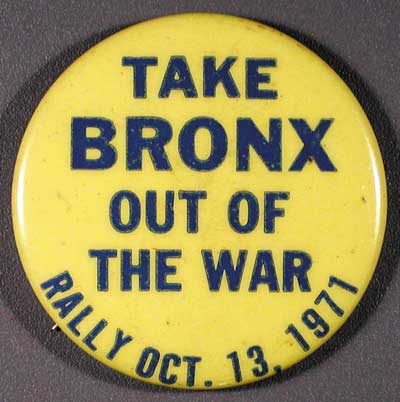 TAKE
BRONX
OUT OF
THE WAR
RALLY OCT. 13, 1971